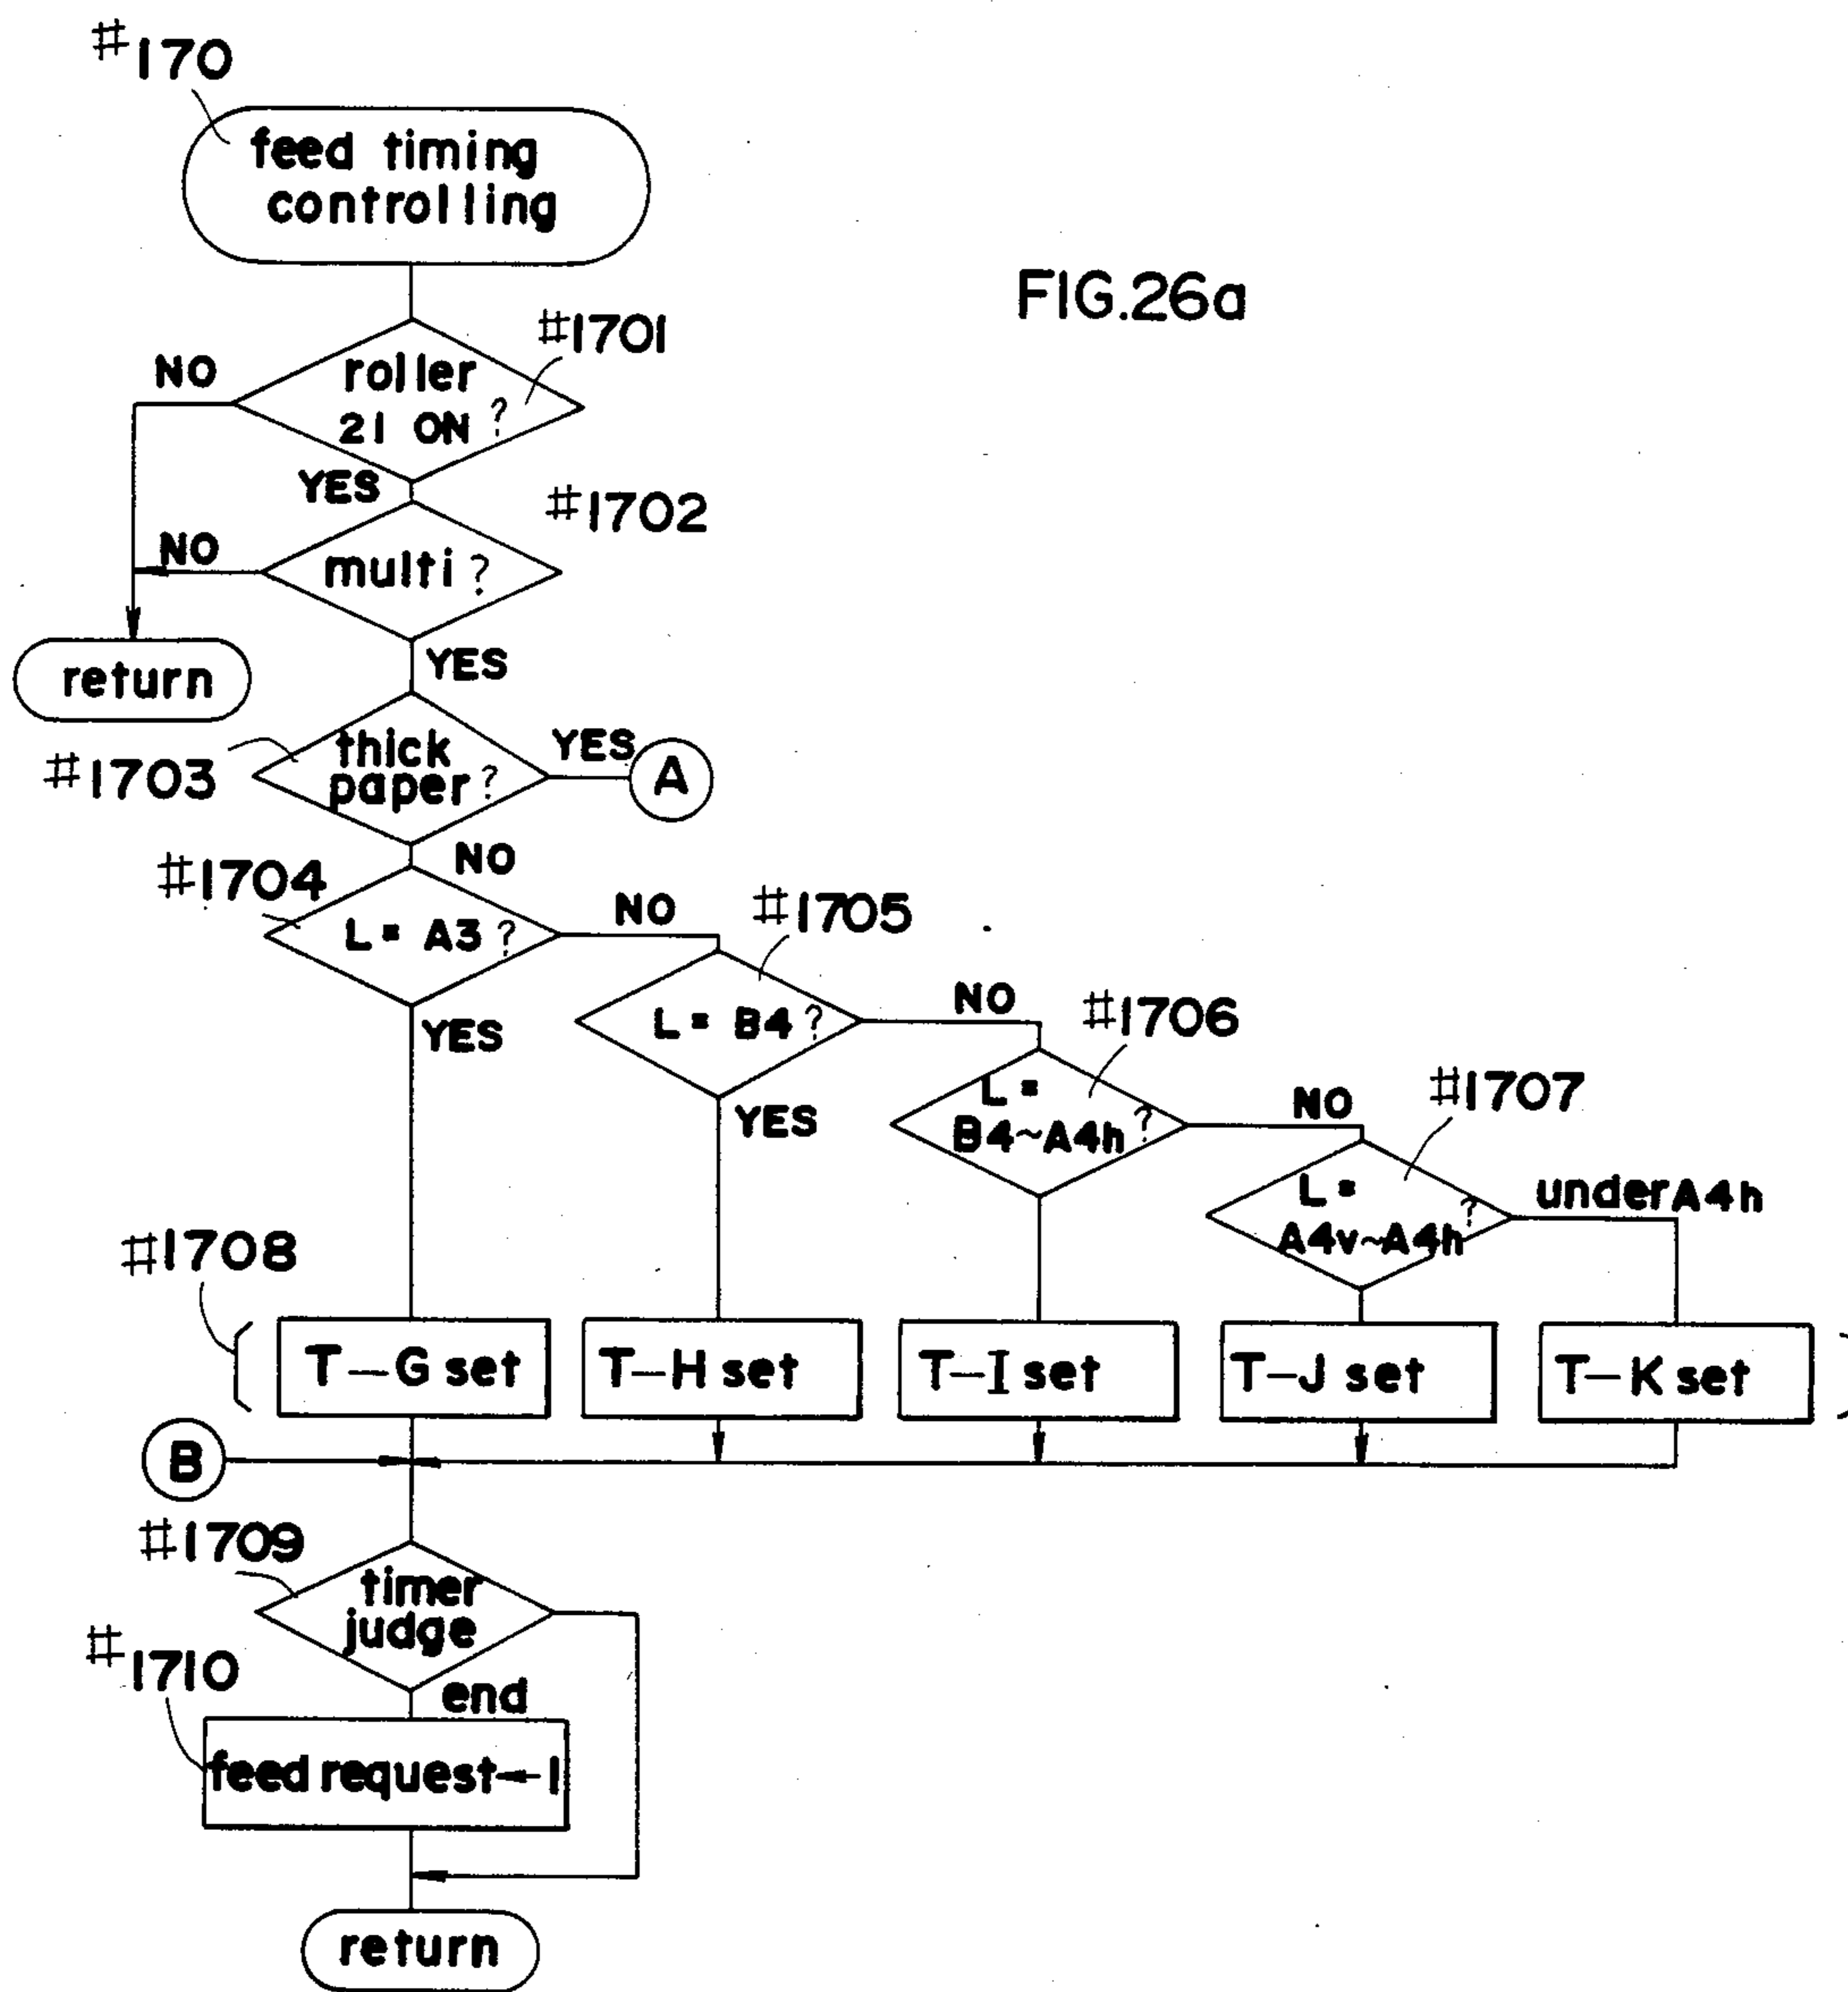 #170
feed timing
controlling
FIG.26a
#1701
NO
roller
21 ON ?
YES
#1702
NO
multi ?
YES
return
#1703
thick
paper ?
YES
A
NO
#1704
L= A3 ?
NO
#1705
YES
L= B4 ?
NO
#1706
YES
L=
B4~A4h ?
NO
#1707
L=
A4v~A4h ?
under A4h
#1708
T—G set
T—H set
T—I set
T—J set
T—K set
B
#1709
timer
judge
end
#1710
feed request←1
return